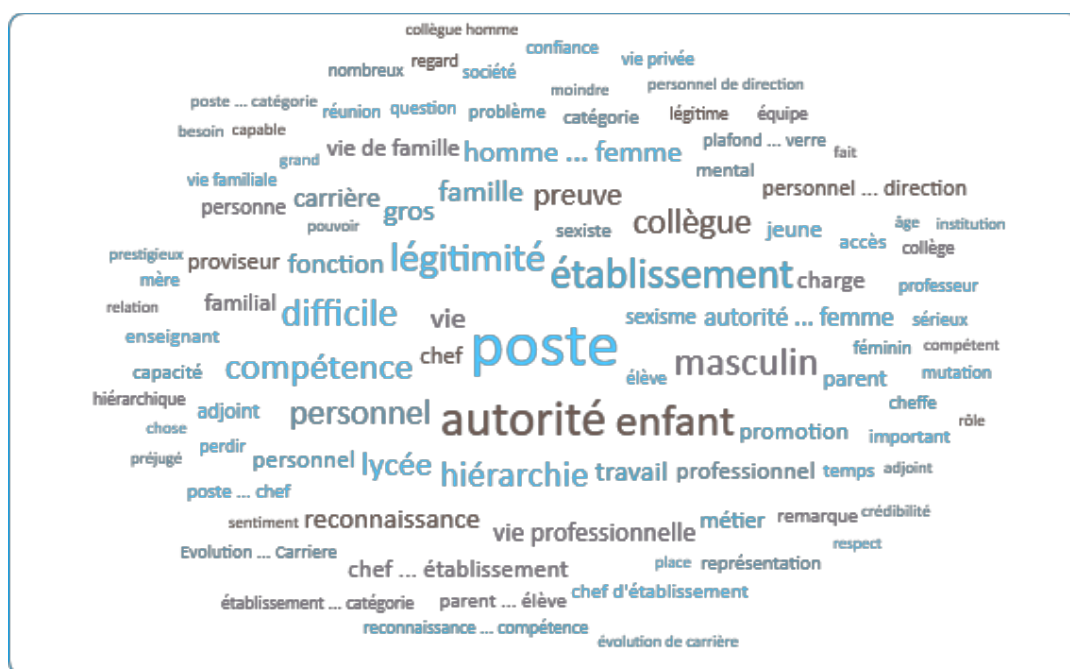 collègue homme
confiance
regard
vie privée
nombreux
société
moindre
personnel de direction
poste ... catégorie
réunion
question
problème
catégorie
légitime
équipe
besoin
capable
plafond ... verre
fait
grand
vie de famille
homme ... femme
mental
vie familiale
carrière
famille
preuve
personnel ... direction
personne
gros
pouvoir
sexiste
collègue
jeune
âge
institution
accès
collège
prestigieux
mère
proviseur
fonction
légitimité
établissement
charge
professeur
relation
familial
difficile
vie
poste
sexisme
autorité ... femme
sérieux
enseignant
chef
masculin
féminin
compétent
capacité
compétence
élève
parent
mutation
hiérarchique
adjoint
personnel
autorité
enfant
cheffe
rôle
chose
promotion
important
préjugé
perdir
personnel
lycée
hiérarchie
travail
professionnel
temps
adjoint
poste ... chef
sentiment
reconnaissance
vie professionnelle
métier
remarque
crédibilité
respect
Evolution ... Carriere
chef ... établissement
place
représentation
établissement ... catégorie
parent ... élève
chef d'établissement
reconnaissance ... compétence
évolution de carrière